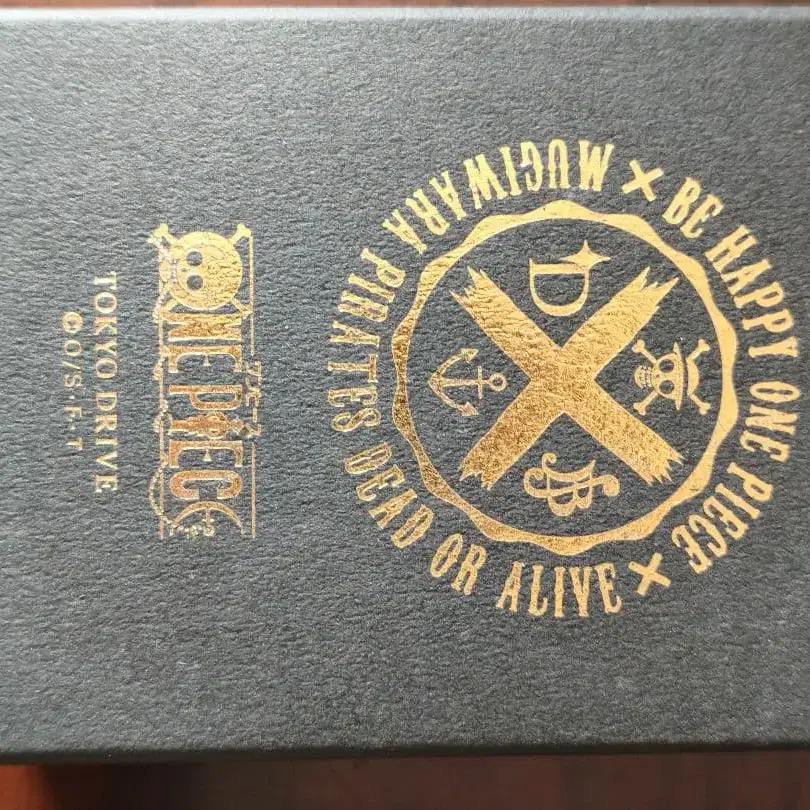 × BE HAPPY ONE PIECE ×
MUGIWARA PIRATES DEAD OR ALIVE
D
B
ONE PIECE
TOKYO DRIVE
©O/S・F・T